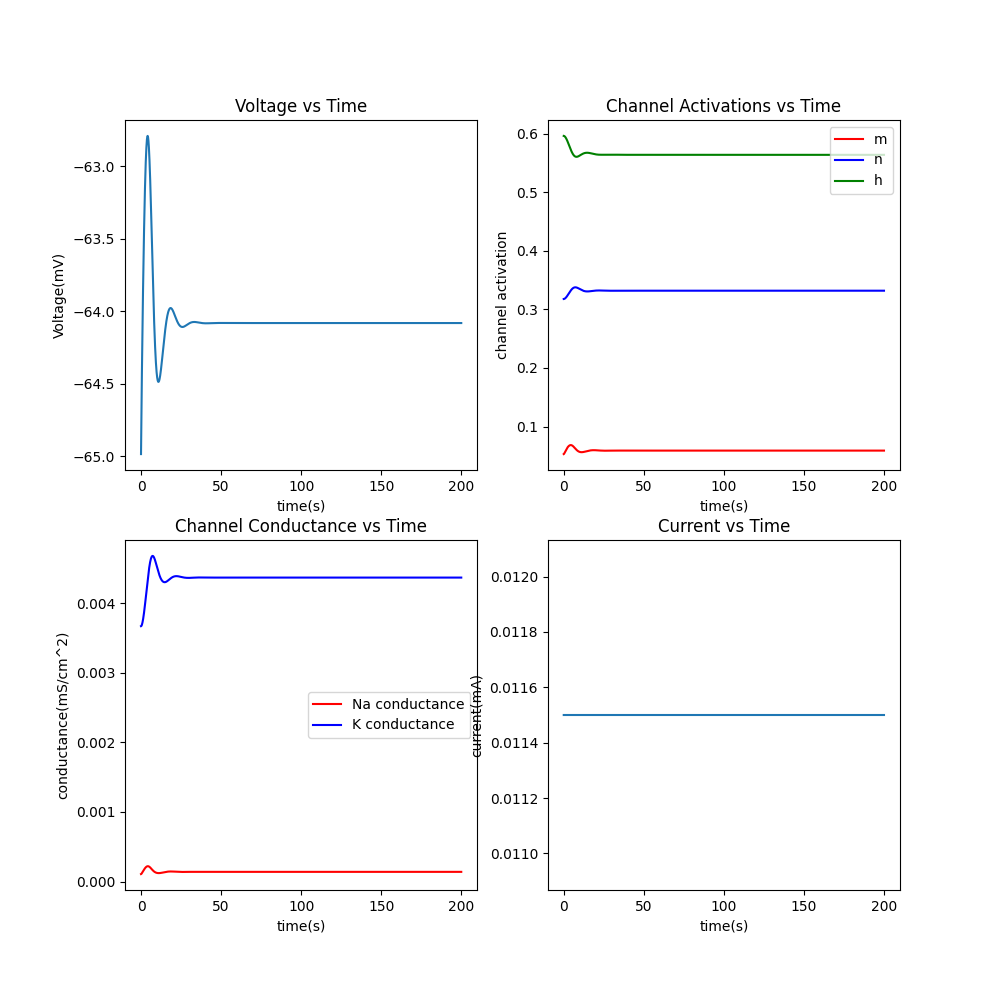 Voltage vs Time
−63.0
−63.5
−64.0
−64.5
−65.0
Voltage(mV)
0 50 100 150 200
time(s)
Channel Activations vs Time
0.6
0.5
0.4
0.3
0.2
0.1
channel activation
m
n
h
0 50 100 150 200
time(s)
Channel Conductance vs Time
0.004
0.003
0.002
0.001
0.000
conductance(mS/cm^2)
Na conductance
K conductance
0 50 100 150 200
time(s)
Current vs Time
0.0120
0.0118
0.0116
0.0114
0.0112
0.0110
current(mA)
0 50 100 150 200
time(s)